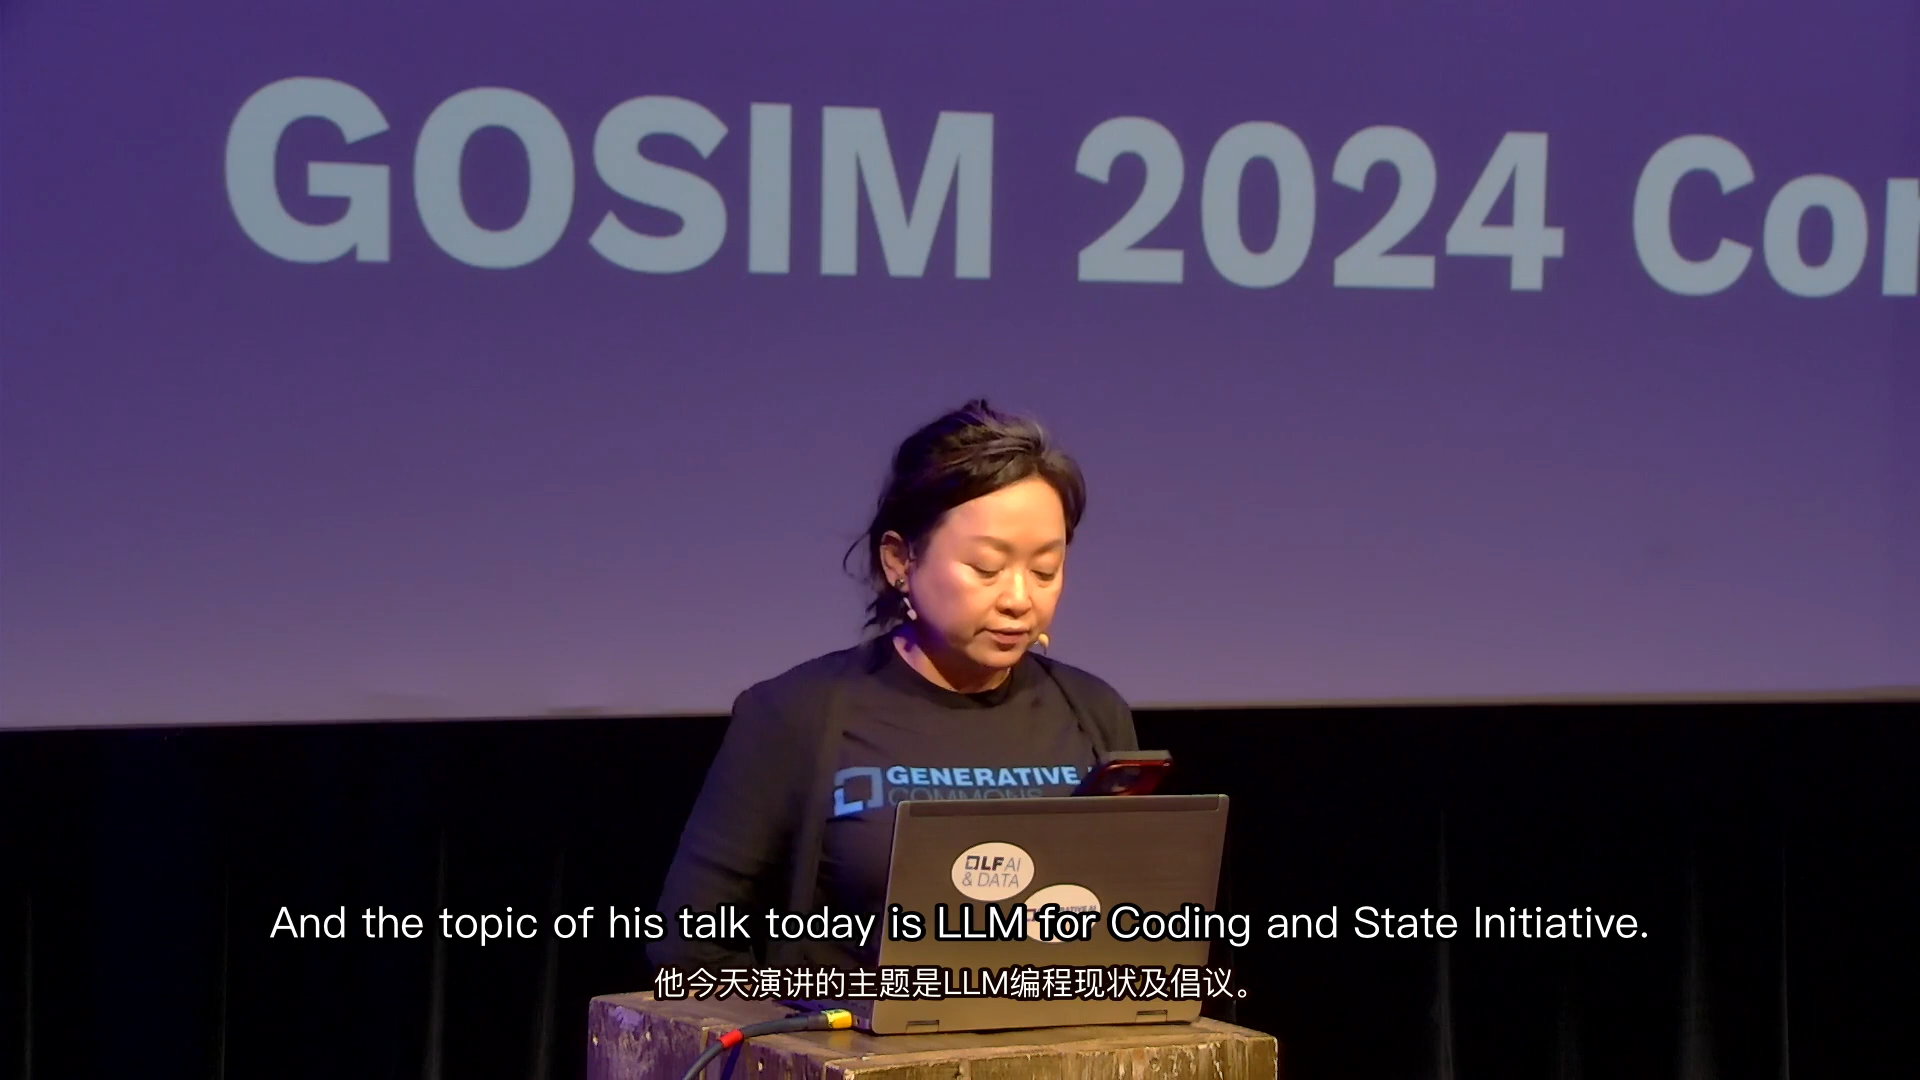 GOSIM 2024 Con
GENERATIVE
COMMONS
LF AI
& DATA
And the topic of his talk today is LLM for Coding and State Initiative.
他今天演讲的主题是LLM编程现状及倡议。